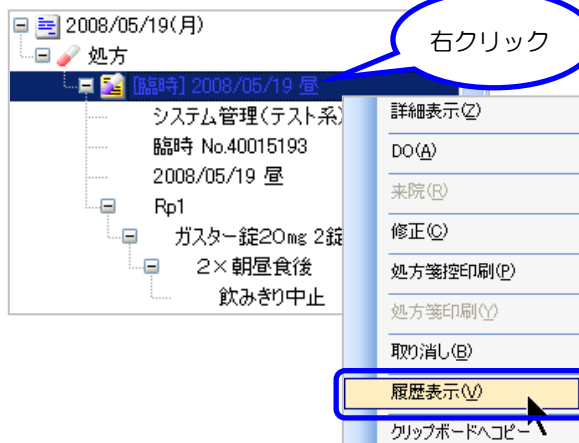 2008/05/19(月)
処方
[臨時] 2008/05/19 昼
システム管理(テスト系)
臨時 No.40015193
2008/05/19 昼
Rp1
ガスター錠20mg 2錠
2×朝昼食後
飲みきり中止
右クリック
詳細表示(Z)
DO(A)
来院(R)
修正(C)
処方箋控印刷(P)
処方箋印刷(Y)
取り消し(B)
履歴表示(V)
クリップボードへコピー